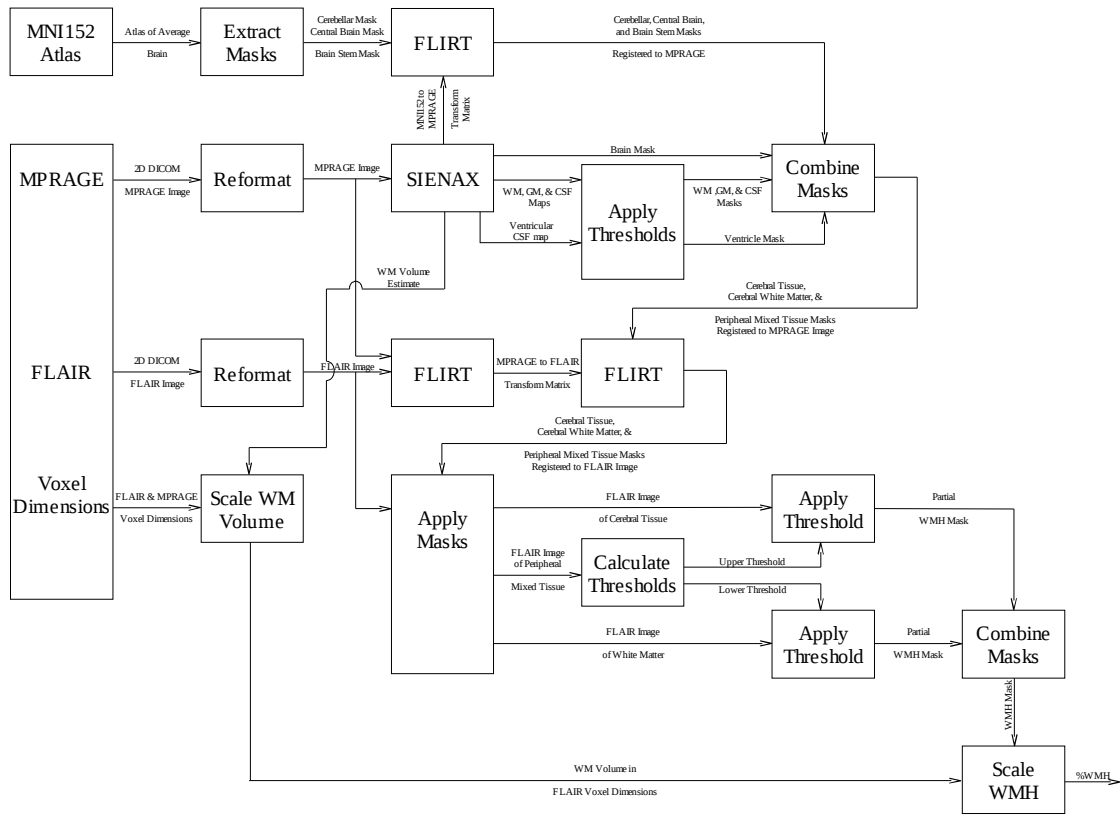 MNI152
Atlas
Atlas of Average
Brain
Extract
Masks
Cerebellar Mask
Central Brain Mask
Brain Stem Mask
FLIRT
Cerebellar, Central Brain,
and Brain Stem Masks
Registered to MPRAGE
MNI152 to
MPRAGE
Transform
Matrix
MPRAGE
2D DICOM
MPRAGE Image
Reformat
MPRAGE Image
SIENAX
Brain Mask
WM, GM, & CSF
Maps
Ventricular
CSF map
Apply
Thresholds
WM ,GM, & CSF
Masks
Ventricle Mask
Combine
Masks
WM Volume
Estimate
Cerebral Tissue,
Cerebral White Matter, &
Peripheral Mixed Tissue Masks
Registered to MPRAGE Image
FLAIR
2D DICOM
FLAIR Image
Reformat
FLAIR Image
FLIRT
MPRAGE to FLAIR
Transform Matrix
FLIRT
Cerebral Tissue,
Cerebral White Matter, &
Peripheral Mixed Tissue Masks
Registered to FLAIR Image
Voxel
Dimensions
FLAIR & MPRAGE
Voxel Dimensions
Scale WM
Volume
Apply
Masks
FLAIR Image
of Cerebral Tissue
Apply
Threshold
Partial
WMH Mask
FLAIR Image
of Peripheral
Mixed Tissue
Calculate
Thresholds
Upper Threshold
Lower Threshold
FLAIR Image
of White Matter
Apply
Threshold
Partial
WMH Mask
Combine
Masks
WMH Mask
WM Volume in
FLAIR Voxel Dimensions
Scale
WMH
%WMH